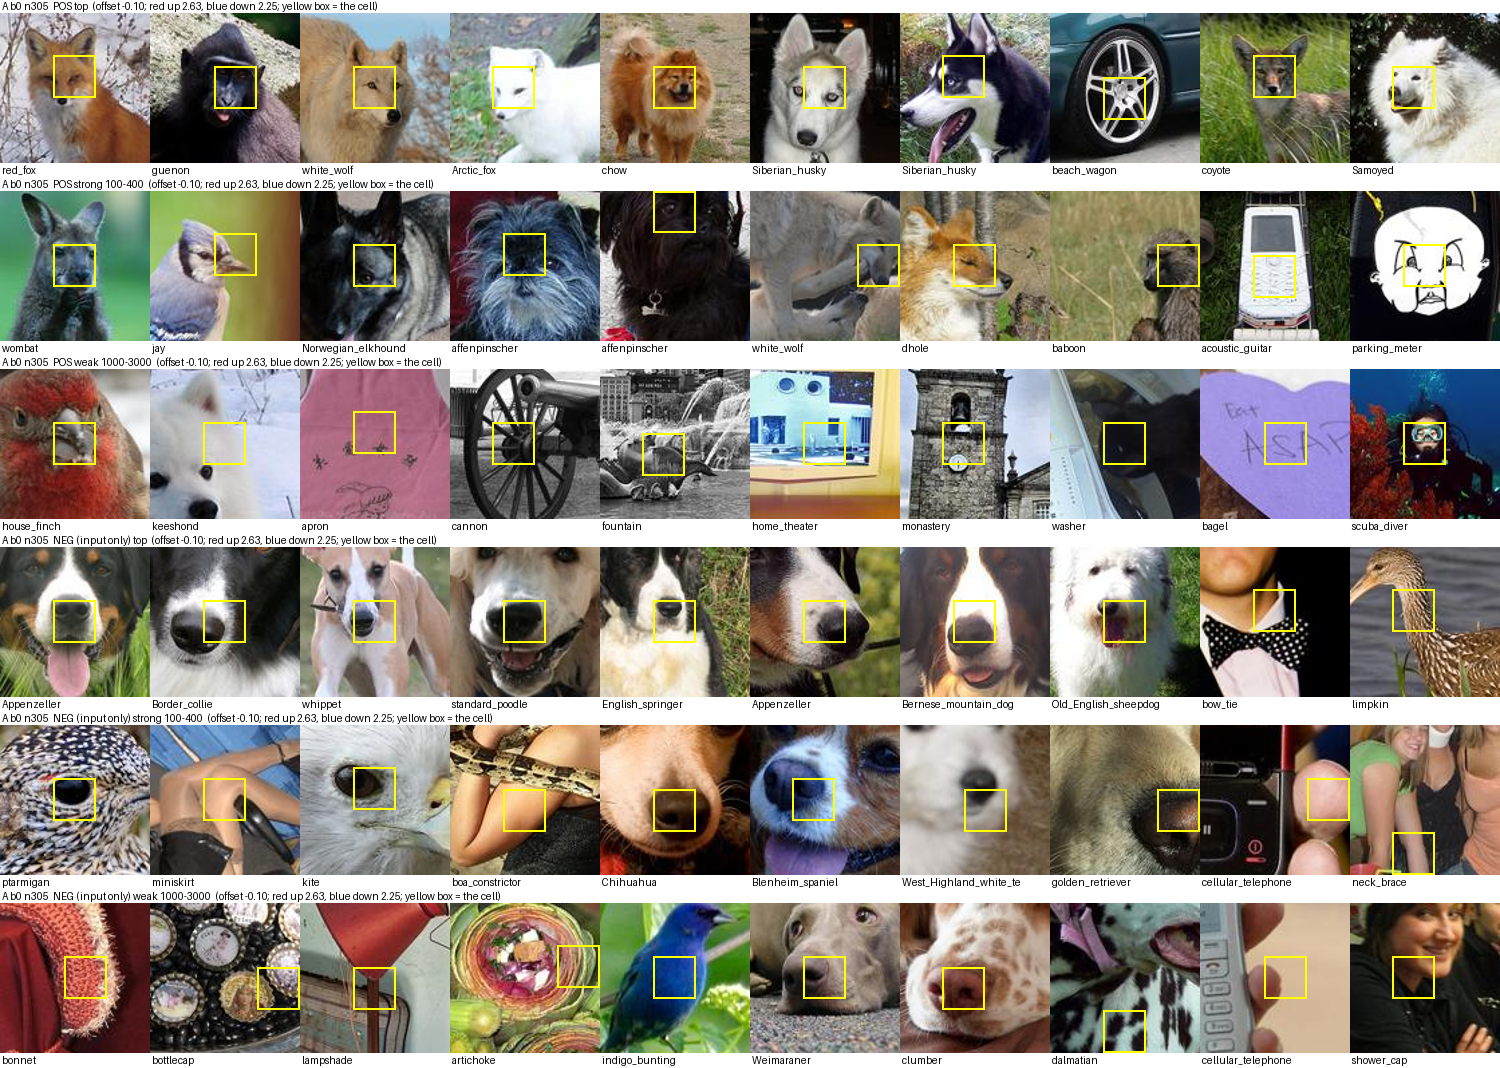 A b0 n305 POS top (offset -0.10; red up 2.63, blue down 2.25; yellow box = the cell)
red_fox guenon white_wolf Arctic_fox chow Siberian_husky Siberian_husky beach_wagon coyote Samoyed
A b0 n305 POS strong 100-400 (offset -0.10; red up 2.63, blue down 2.25; yellow box = the cell)
wombat jay Norwegian_elkhound affenpinscher affenpinscher white_wolf dhole baboon acoustic_guitar parking_meter
A b0 n305 POS weak 1000-3000 (offset -0.10; red up 2.63, blue down 2.25; yellow box = the cell)
Eat
ASAP
house_finch keeshond apron cannon fountain home_theater monastery washer bagel scuba_diver
A b0 n305 NEG (input only) top (offset -0.10; red up 2.63, blue down 2.25; yellow box = the cell)
Appenzeller Border_collie whippet standard_poodle English_springer Appenzeller Bernese_mountain_dog Old_English_sheepdog bow_tie limpkin
A b0 n305 NEG (input only) strong 100-400 (offset -0.10; red up 2.63, blue down 2.25; yellow box = the cell)
ptarmigan miniskirt kite boa_constrictor Chihuahua Blenheim_spaniel West_Highland_white_te golden_retriever cellular_telephone neck_brace
A b0 n305 NEG (input only) weak 1000-3000 (offset -0.10; red up 2.63, blue down 2.25; yellow box = the cell)
bonnet bottlecap lampshade artichoke indigo_bunting Weimaraner clumber dalmatian cellular_telephone shower_cap